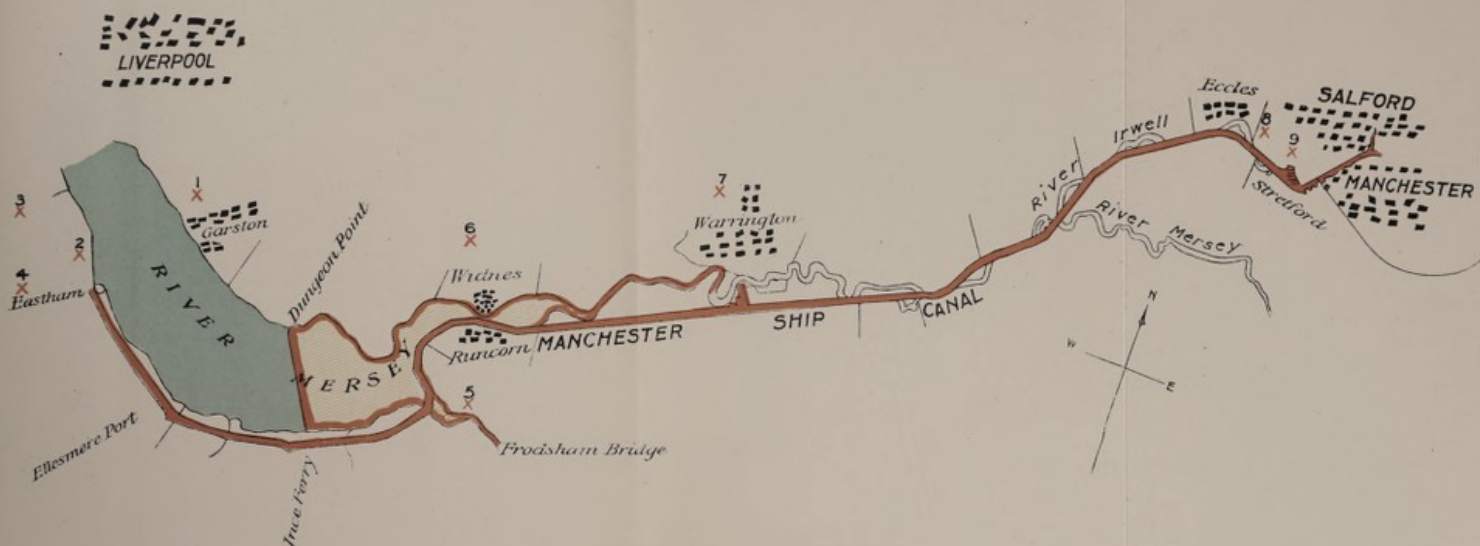 LIVERPOOL
Eccles
SALFORD
8
9
River Irwell
MANCHESTER
Stretford
1
Garston
3
2
4
Eastham
7
Warrington
6
Widnes
Dungeon Point
River Mersey
RIVER MERSEY
Runcorn
MANCHESTER SHIP CANAL
N
W
E
5
Frodsham Bridge
Ellesmere Port
Ince Ferry